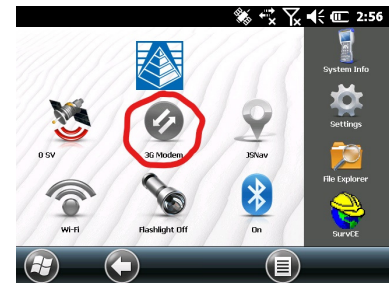 2:56
System Info
0 SV
3G Modem
JSNav
Settings
File Explorer
Wi-Fi
Flashlight Off
On
SurvCE